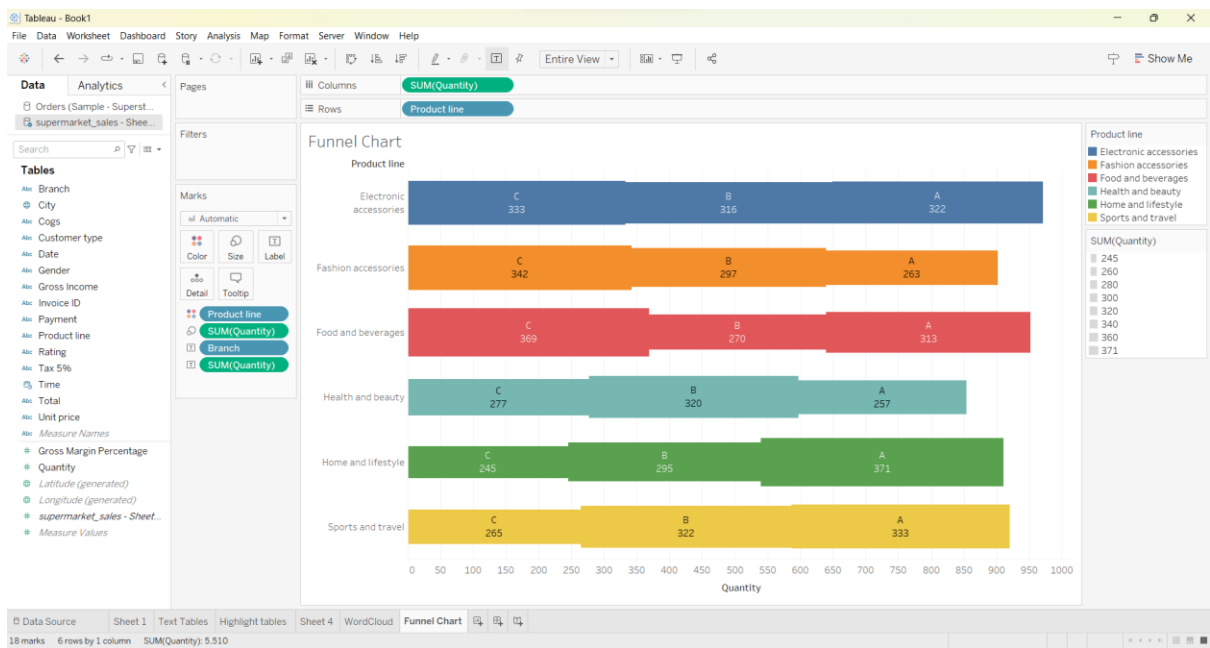 Tableau - Book1
File Data Worksheet Dashboard Story Analysis Map Format Server Window Help
Entire View
Show Me
Data Analytics
Pages
Columns SUM(Quantity)
Rows Product line
Orders (Sample - Superst...
supermarket_sales - Shee...
Search
Tables
Branch
City
Cogs
Customer type
Date
Gender
Gross Income
Invoice ID
Payment
Product line
Rating
Tax 5%
Time
Total
Unit price
Measure Names
Gross Margin Percentage
Quantity
Latitude (generated)
Longitude (generated)
supermarket_sales - Sheet...
Measure Values
Filters
Marks
Automatic
Color Size Label
Detail Tooltip
Product line
SUM(Quantity)
Branch
SUM(Quantity)
Funnel Chart
Product line
Electronic
accessories
C B A
333 316 322
Fashion accessories
C B A
342 297 263
Food and beverages
C B A
369 270 313
Health and beauty
C B A
277 320 257
Home and lifestyle
C B A
245 295 371
Sports and travel
C B A
265 322 333
0 50 100 150 200 250 300 350 400 450 500 550 600 650 700 750 800 850 900 950 1000
Quantity
Product line
Electronic accessories
Fashion accessories
Food and beverages
Health and beauty
Home and lifestyle
Sports and travel
SUM(Quantity)
245
260
280
300
320
340
360
371
Data Source Sheet 1 Text Tables Highlight tables Sheet 4 WordCloud Funnel Chart
18 marks 6 rows by 1 column SUM(Quantity): 5,510